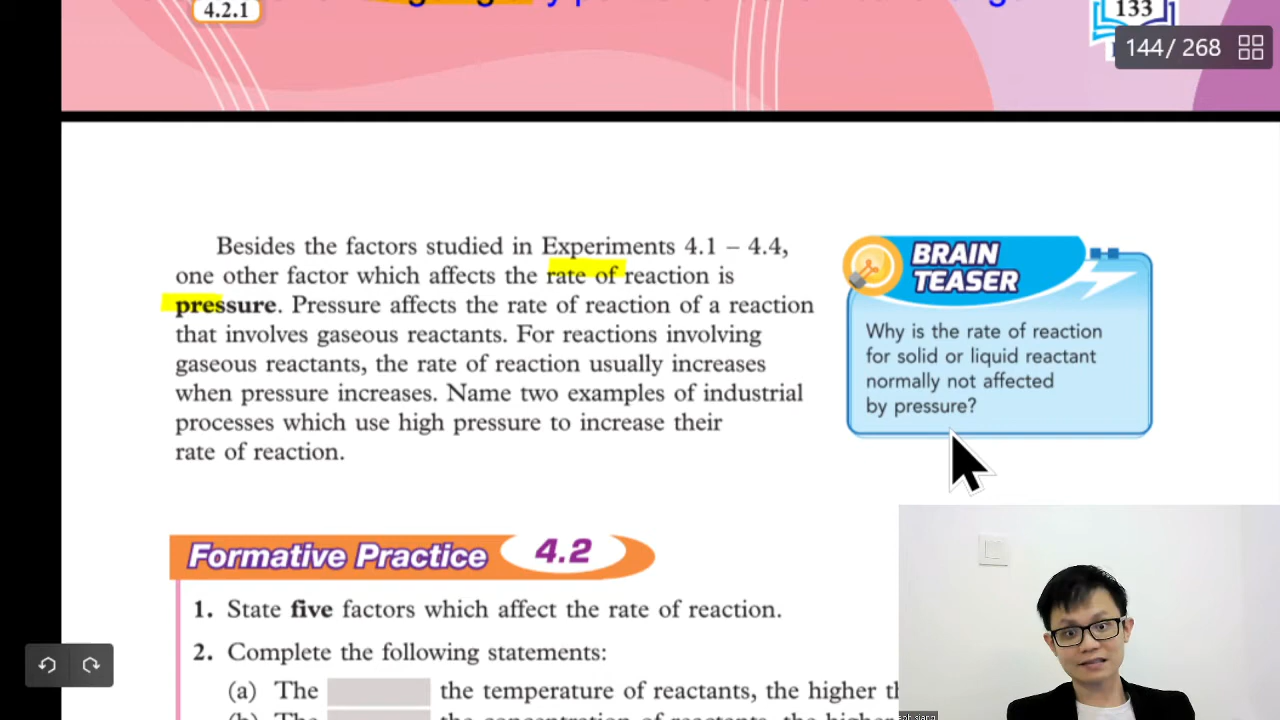 4.2.1
133
144/ 268
Besides the factors studied in Experiments 4.1 – 4.4,
one other factor which affects the rate of reaction is
pressure. Pressure affects the rate of reaction of a reaction
that involves gaseous reactants. For reactions involving
gaseous reactants, the rate of reaction usually increases
when pressure increases. Name two examples of industrial
processes which use high pressure to increase their
rate of reaction.
BRAIN
TEASER
Why is the rate of reaction
for solid or liquid reactant
normally not affected
by pressure?
Formative Practice 4.2
1. State five factors which affect the rate of reaction.
2. Complete the following statements:
(a) The the temperature of reactants, the higher